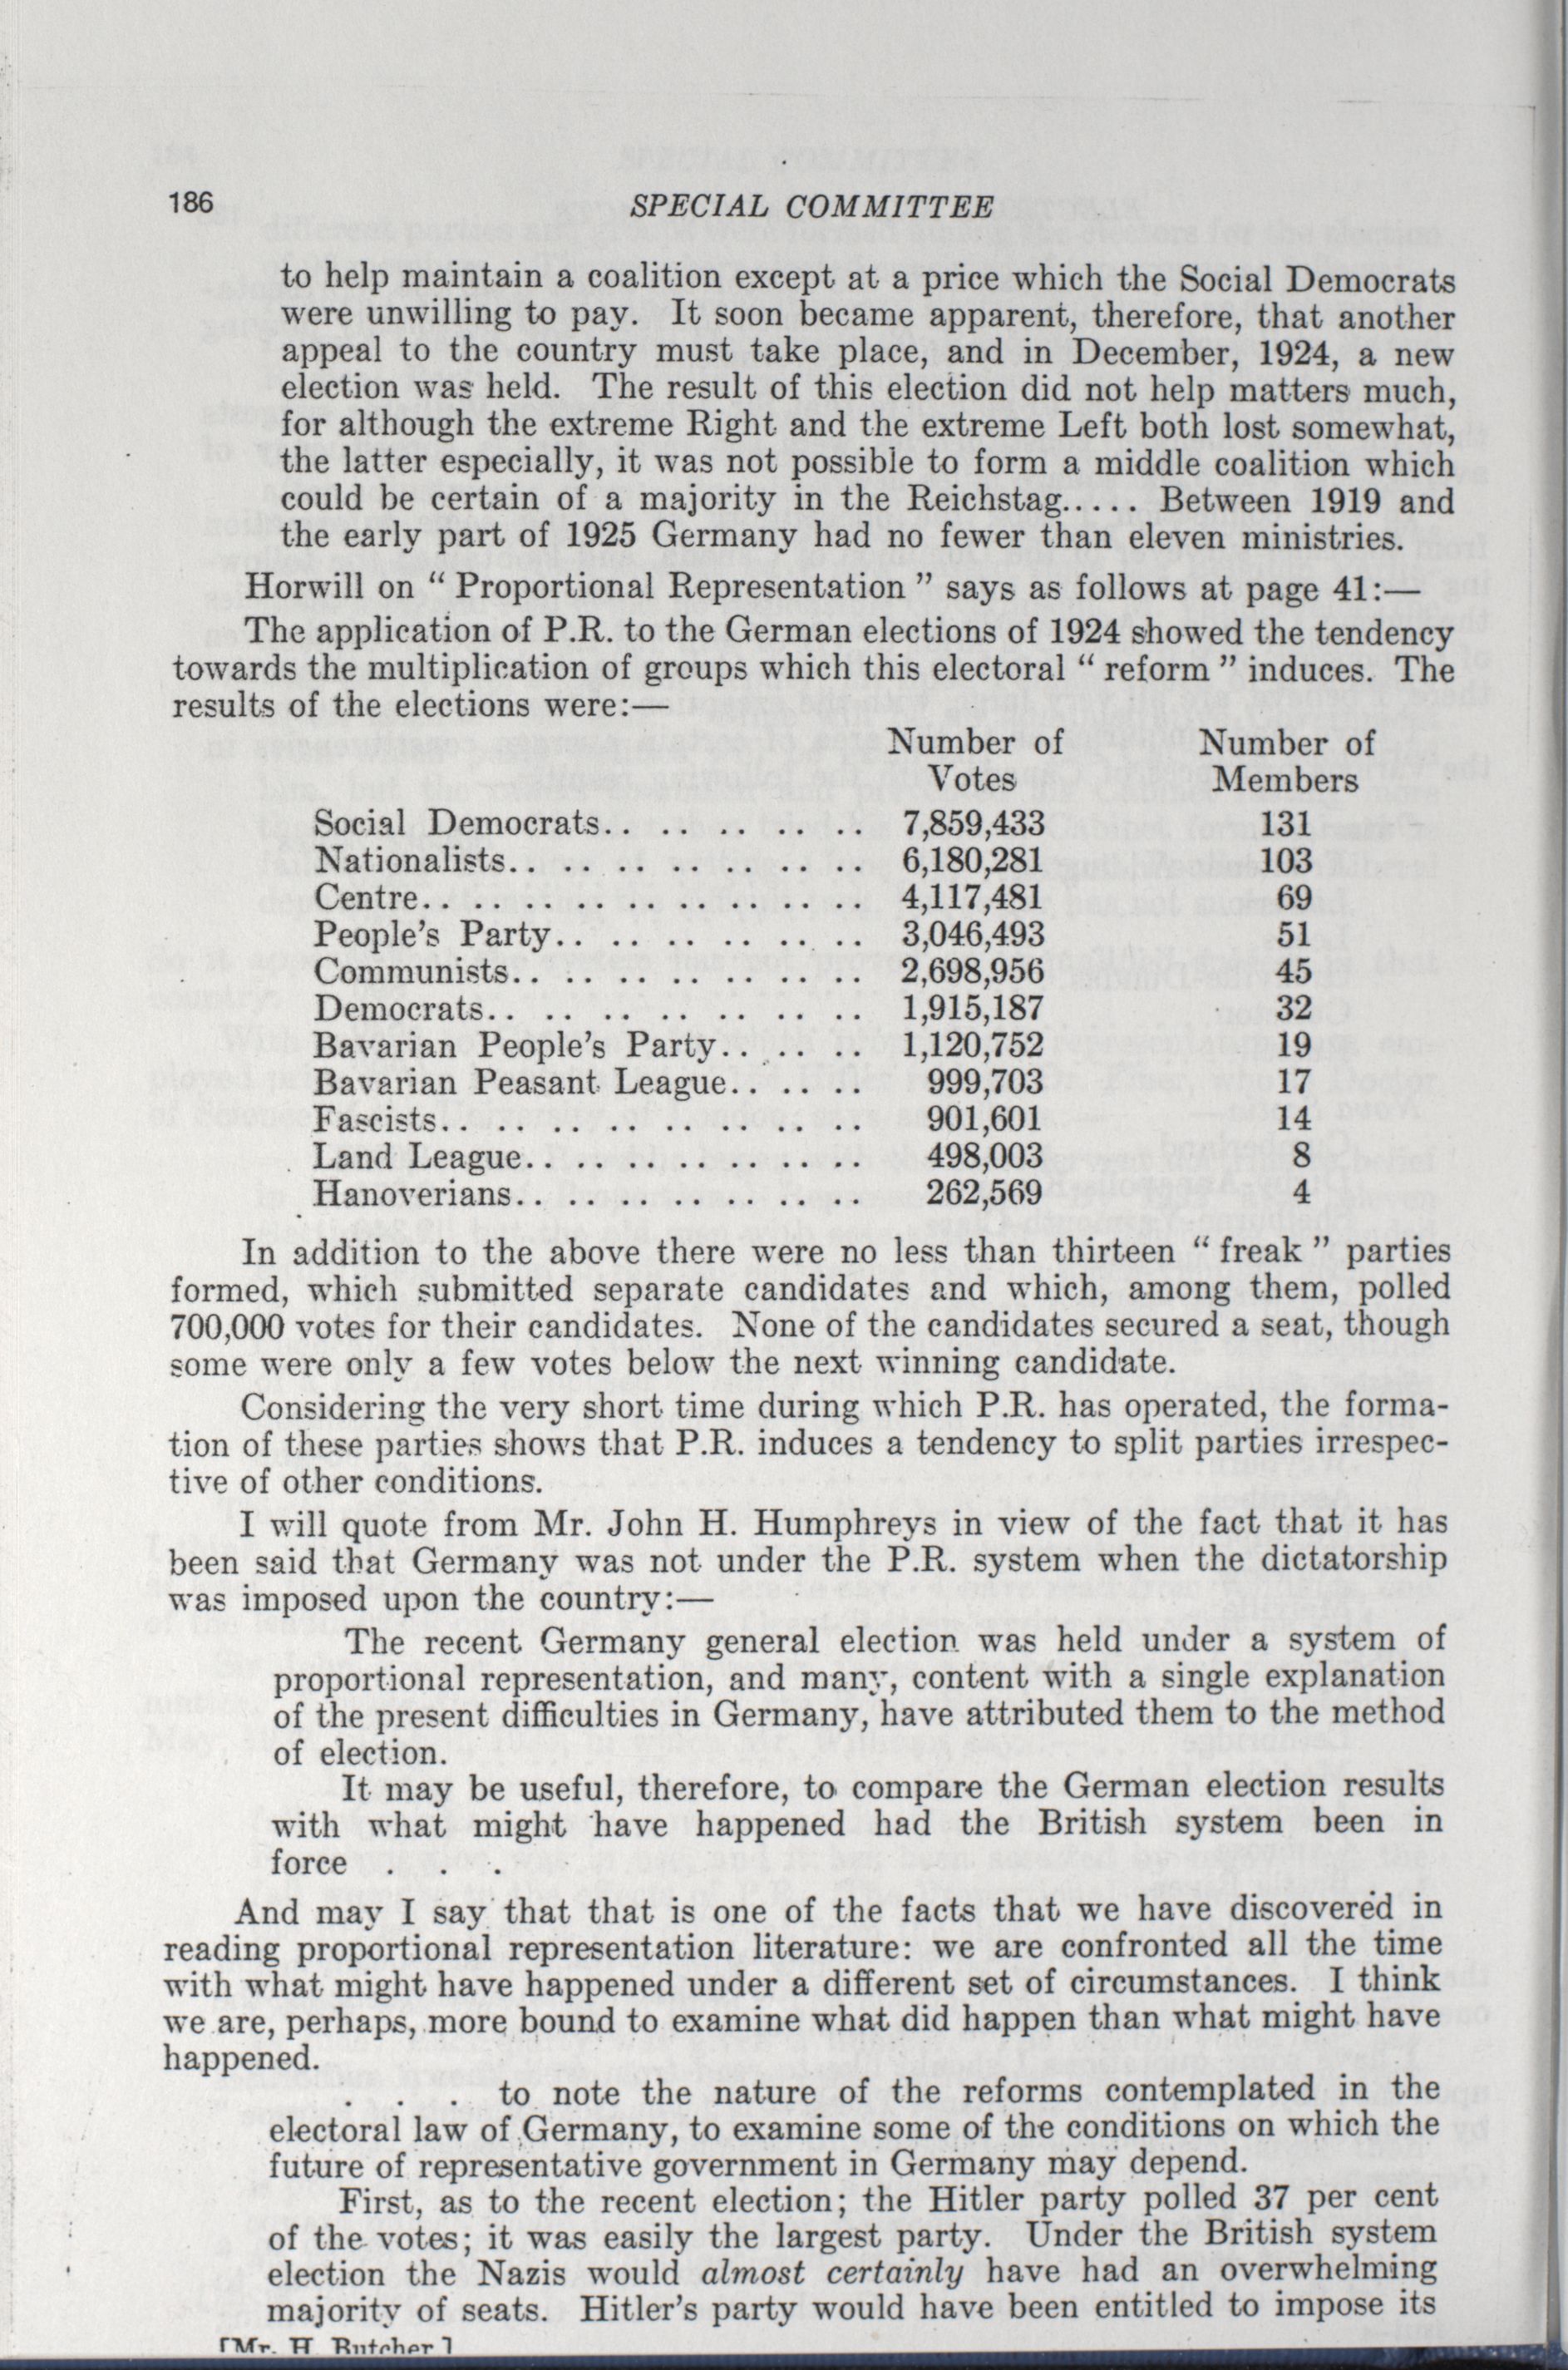 186
SPECIAL COMMITTEE
to help maintain a coalition except at a price which the Social Democrats
were unwilling to pay. It soon became apparent, therefore, that another
appeal to the country must take place, and in December, 1924, a new
election was held. The result of this election did not help matters much,
for although the extreme Right and the extreme Left both lost somewhat,
the latter especially, it was not possible to form a middle coalition which
could be certain of a majority in the Reichstag..... Between 1919 and
the early part of 1925 Germany had no fewer than eleven ministries.
Horwill on “ Proportional Representation ” says as follows at page 41:—
The application of P.R. to the German elections of 1924 showed the tendency
towards the multiplication of groups which this electoral “ reform ” induces. The
results of the elections were:—
Number of Number of
Votes Members
Social Democrats.. .. .. .. .. .. 7,859,433 131
Nationalists.. .. .. .. .. .. .. .. 6,180,281 103
Centre.. .. .. .. .. .. .. .. .. .. 4,117,481 69
People's Party.. .. .. .. .. .. .. 3,046,493 51
Communists.. .. .. .. .. .. .. .. 2,698,956 45
Democrats.. .. .. .. .. .. .. .. 1,915,187 32
Bavarian People's Party.. .. .. .. 1,120,752 19
Bavarian Peasant League.. .. .. 999,703 17
Fascists.. .. .. .. .. .. .. .. .. 901,601 14
Land League.. .. .. .. .. .. .. 498,003 8
Hanoverians.. .. .. .. .. .. .. 262,569 4
In addition to the above there were no less than thirteen “ freak ” parties
formed, which submitted separate candidates and which, among them, polled
700,000 votes for their candidates. None of the candidates secured a seat, though
some were only a few votes below the next winning candidate.
Considering the very short time during which P.R. has operated, the forma-
tion of these parties shows that P.R. induces a tendency to split parties irrespec-
tive of other conditions.
I will quote from Mr. John H. Humphreys in view of the fact that it has
been said that Germany was not under the P.R. system when the dictatorship
was imposed upon the country:—
The recent Germany general election was held under a system of
proportional representation, and many, content with a single explanation
of the present difficulties in Germany, have attributed them to the method
of election.
It may be useful, therefore, to compare the German election results
with what might have happened had the British system been in
force . . .
And may I say that that is one of the facts that we have discovered in
reading proportional representation literature: we are confronted all the time
with what might have happened under a different set of circumstances. I think
we are, perhaps, more bound to examine what did happen than what might have
happened.
. . . to note the nature of the reforms contemplated in the
electoral law of Germany, to examine some of the conditions on which the
future of representative government in Germany may depend.
First, as to the recent election; the Hitler party polled 37 per cent
of the votes; it was easily the largest party. Under the British system
election the Nazis would almost certainly have had an overwhelming
majority of seats. Hitler's party would have been entitled to impose its
[Mr. H. Butcher.]